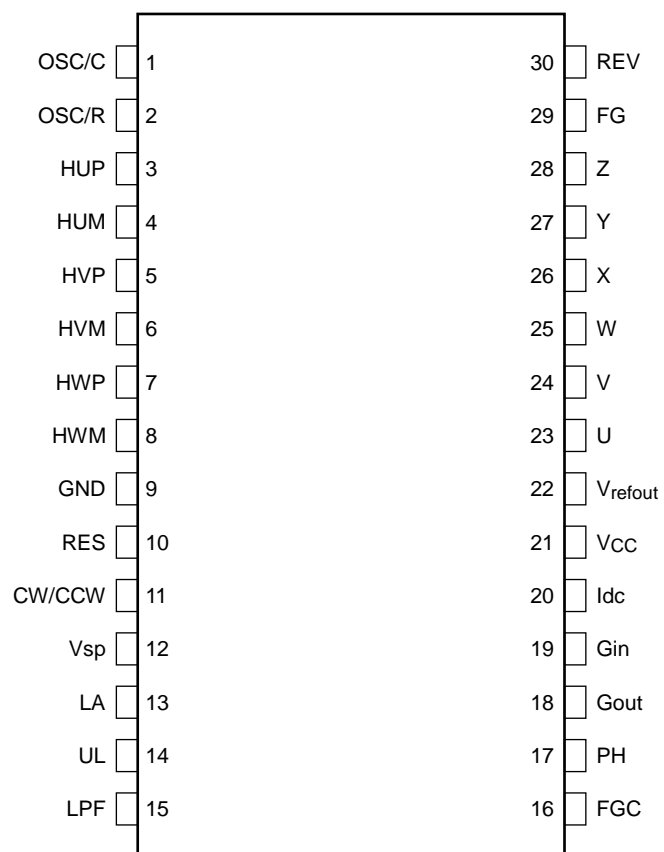 OSC/C 1 30 REV
OSC/R 2 29 FG
HUP 3 28 Z
HUM 4 27 Y
HVP 5 26 X
HVM 6 25 W
HWP 7 24 V
HWM 8 23 U
GND 9 22 Vrefout
RES 10 21 VCC
CW/CCW 11 20 Idc
Vsp 12 19 Gin
LA 13 18 Gout
UL 14 17 PH
LPF 15 16 FGC